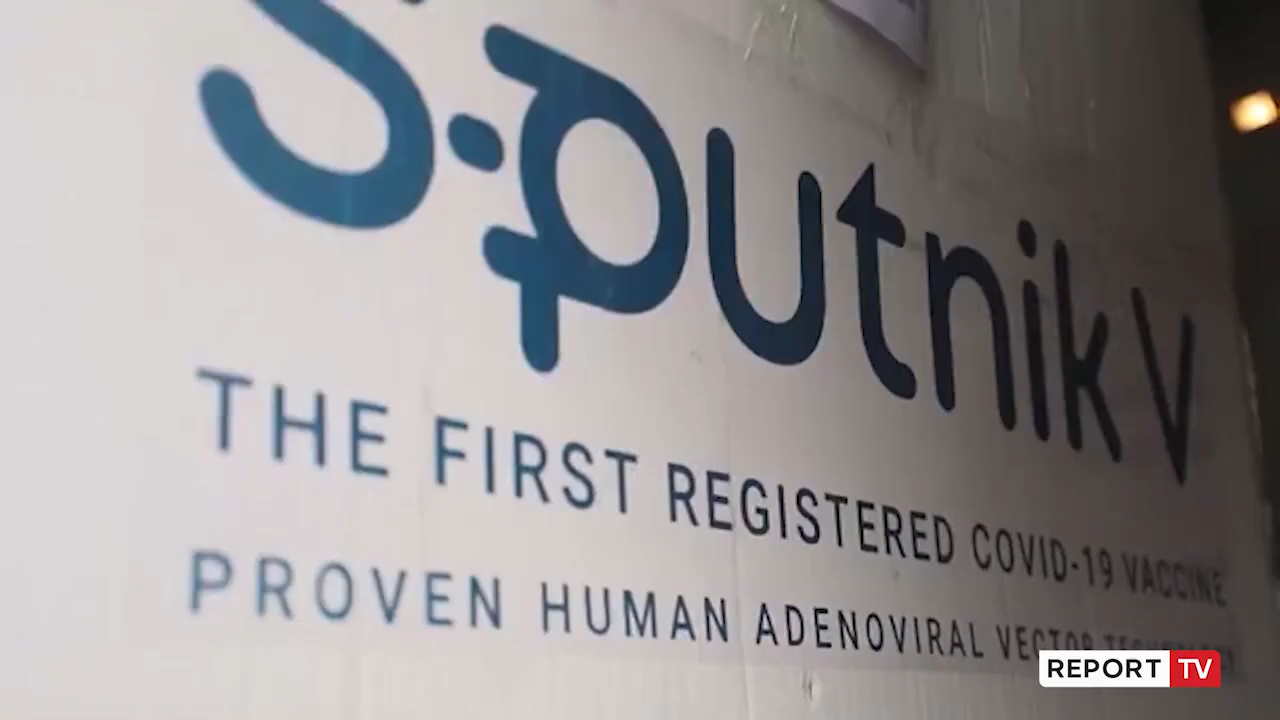 Sputnik V
THE FIRST REGISTERED COVID-19 VACCINE
PROVEN HUMAN ADENOVIRAL VECTOR
REPORT TV